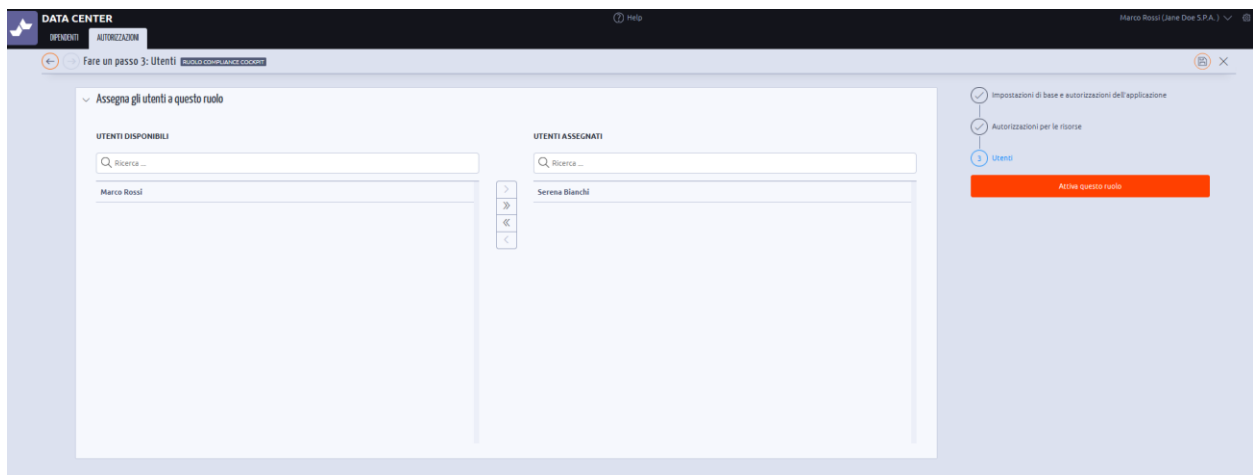 DATA CENTER
Help
Marco Rossi (Jane Doe S.P.A.)
DIPENDENTI
AUTORIZZAZIONI
Fare un passo 3: Utenti
RUOLO COMPLIANCE COCKPIT
Assegna gli utenti a questo ruolo
UTENTI DISPONIBILI
UTENTI ASSEGNATI
Ricerca ...
Ricerca ...
Marco Rossi
Serena Bianchi
Impostazioni di base e autorizzazioni dell'applicazione
Autorizzazioni per le risorse
3 Utenti
Attiva questo ruolo